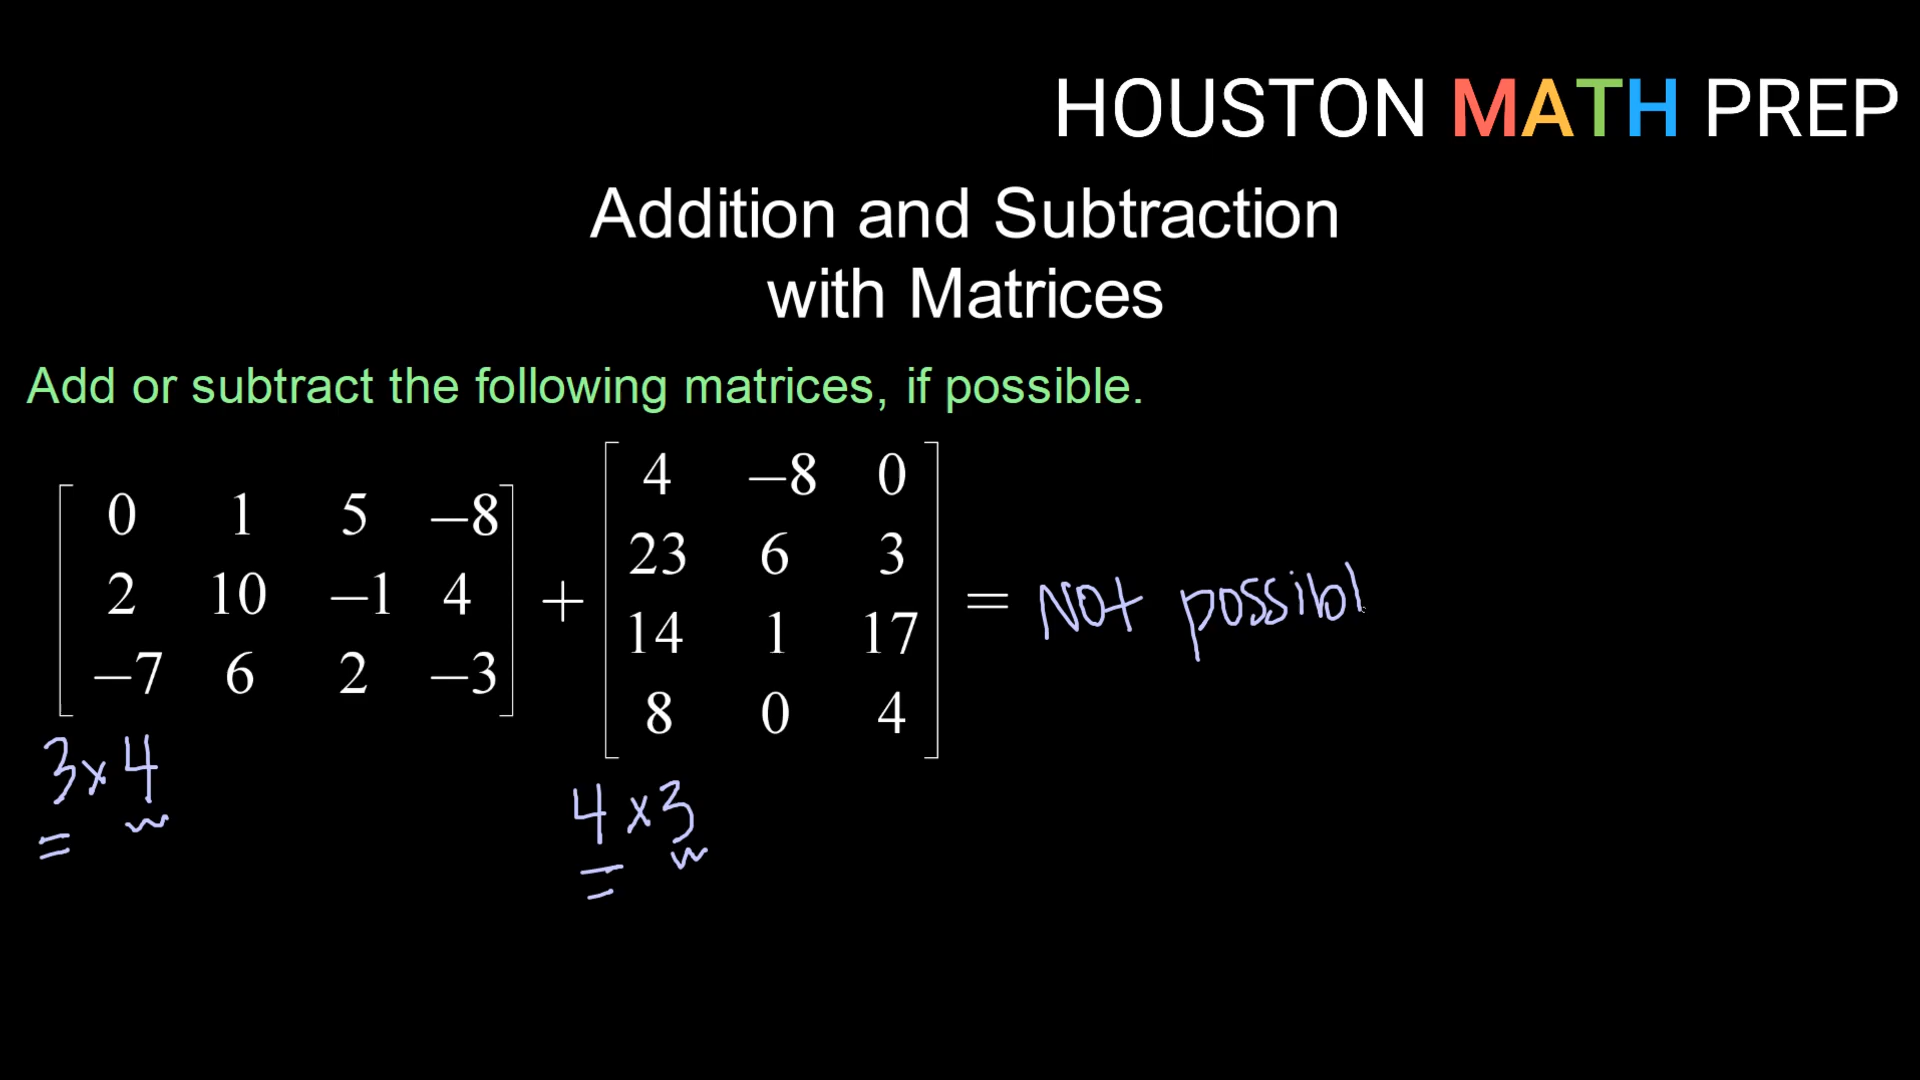 HOUSTON MATH PREP
Addition and Subtraction
with Matrices
Add or subtract the following matrices, if possible.
[ 0 1 5 −8 ] + [ 4 −8 0 ] = Not possibl
2 10 −1 4 23 6 3
−7 6 2 −3 14 1 17
8 0 4
3x4
4x3